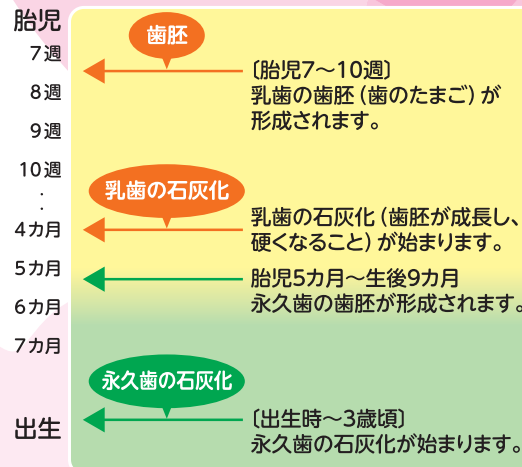 胎児
7週
8週
9週
10週
・
・
4カ月
5カ月
6カ月
7カ月
出生
歯胚
〔胎児7～10週〕
乳歯の歯胚（歯のたまご）が
形成されます。
乳歯の石灰化
乳歯の石灰化（歯胚が成長し、
硬くなること）が始まります。
胎児5カ月～生後9カ月
永久歯の歯胚が形成されます。
永久歯の石灰化
〔出生時～3歳頃〕
永久歯の石灰化が始まります。